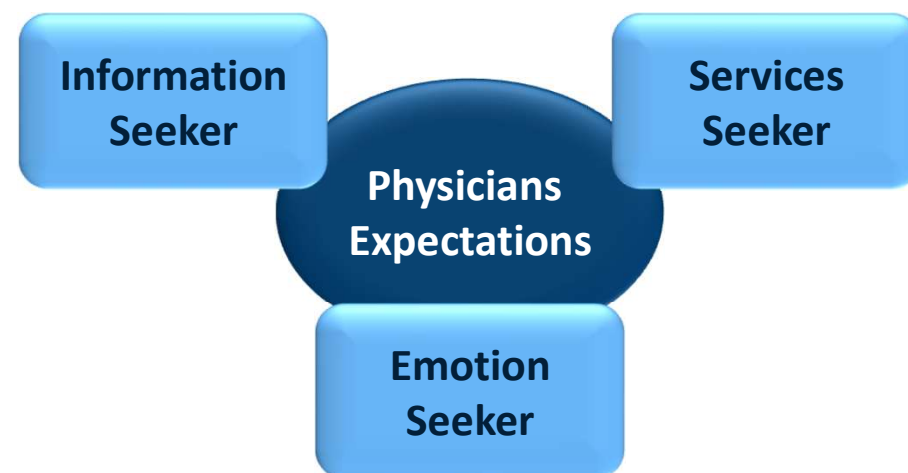 Information
Seeker
Services
Seeker
Physicians
Expectations
Emotion
Seeker